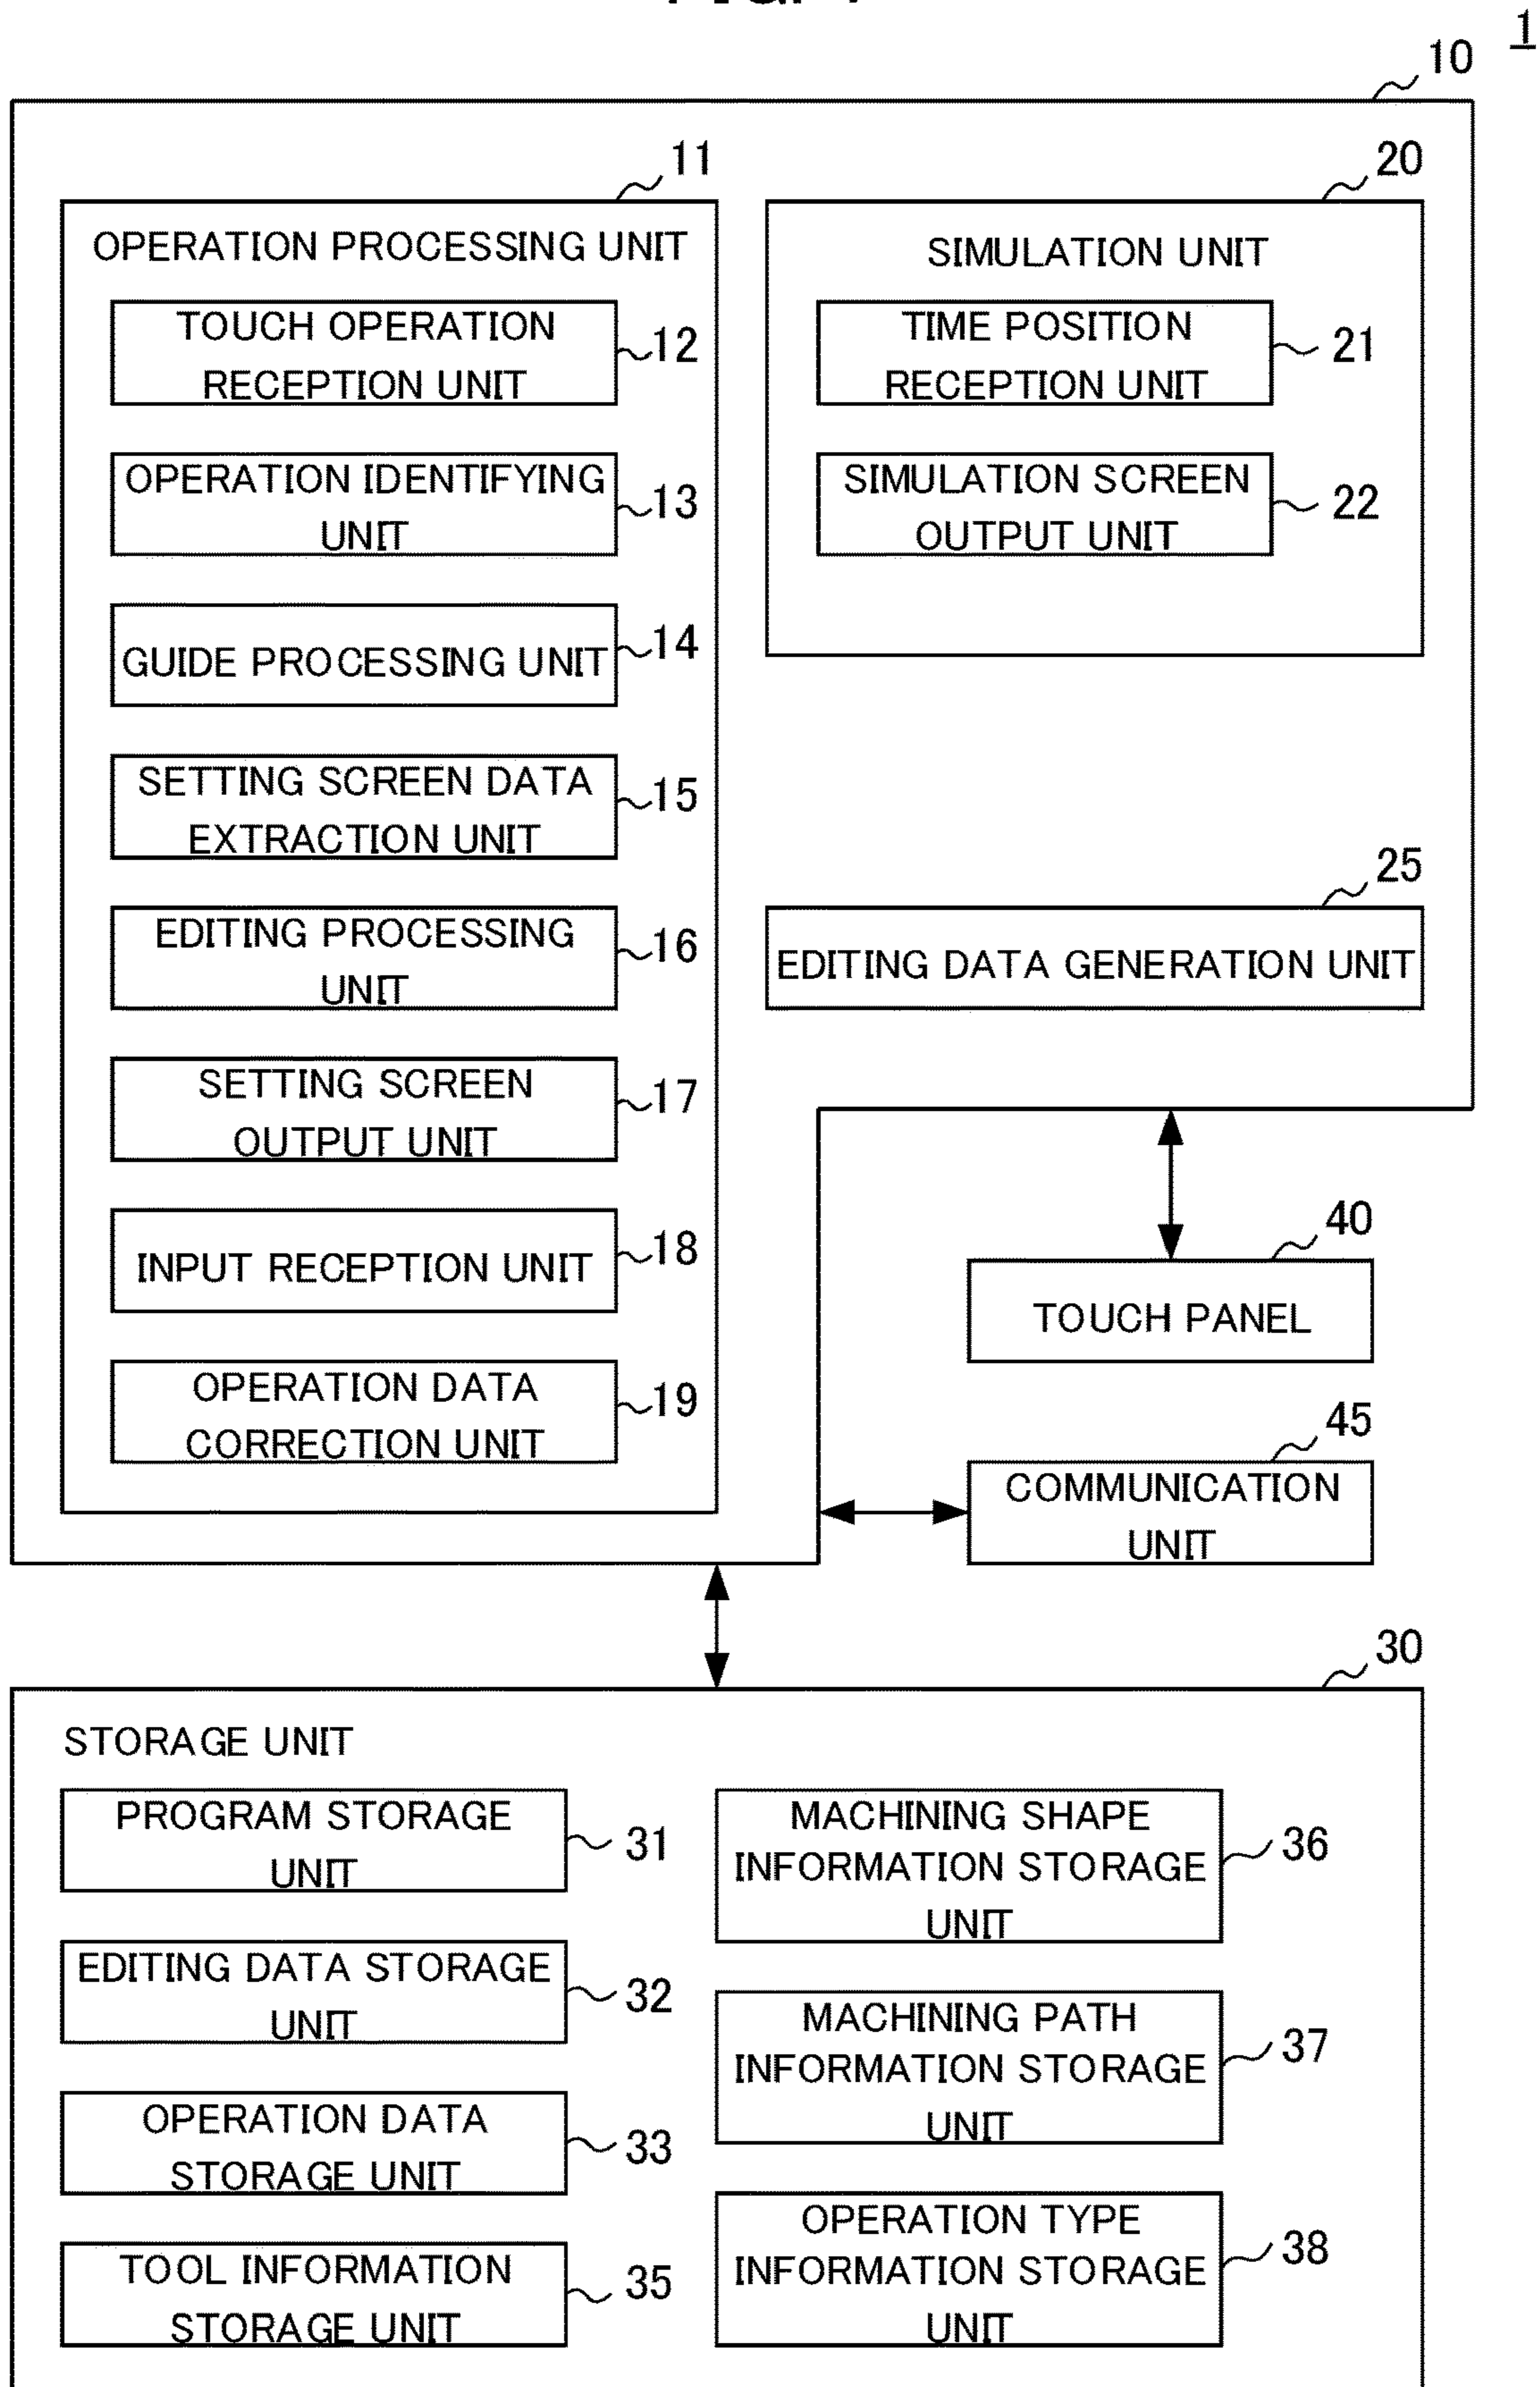 1
10
11
OPERATION PROCESSING UNIT
TOUCH OPERATION
RECEPTION UNIT
12
OPERATION IDENTIFYING
UNIT
13
GUIDE PROCESSING UNIT
14
SETTING SCREEN DATA
EXTRACTION UNIT
15
EDITING PROCESSING
UNIT
16
SETTING SCREEN
OUTPUT UNIT
17
INPUT RECEPTION UNIT
18
OPERATION DATA
CORRECTION UNIT
19
20
SIMULATION UNIT
TIME POSITION
RECEPTION UNIT
21
SIMULATION SCREEN
OUTPUT UNIT
22
25
EDITING DATA GENERATION UNIT
40
TOUCH PANEL
45
COMMUNICATION
UNIT
30
STORAGE UNIT
PROGRAM STORAGE
UNIT
31
EDITING DATA STORAGE
UNIT
32
OPERATION DATA
STORAGE UNIT
33
TOOL INFORMATION
STORAGE UNIT
35
MACHINING SHAPE
INFORMATION STORAGE
UNIT
36
MACHINING PATH
INFORMATION STORAGE
UNIT
37
OPERATION TYPE
INFORMATION STORAGE
UNIT
38